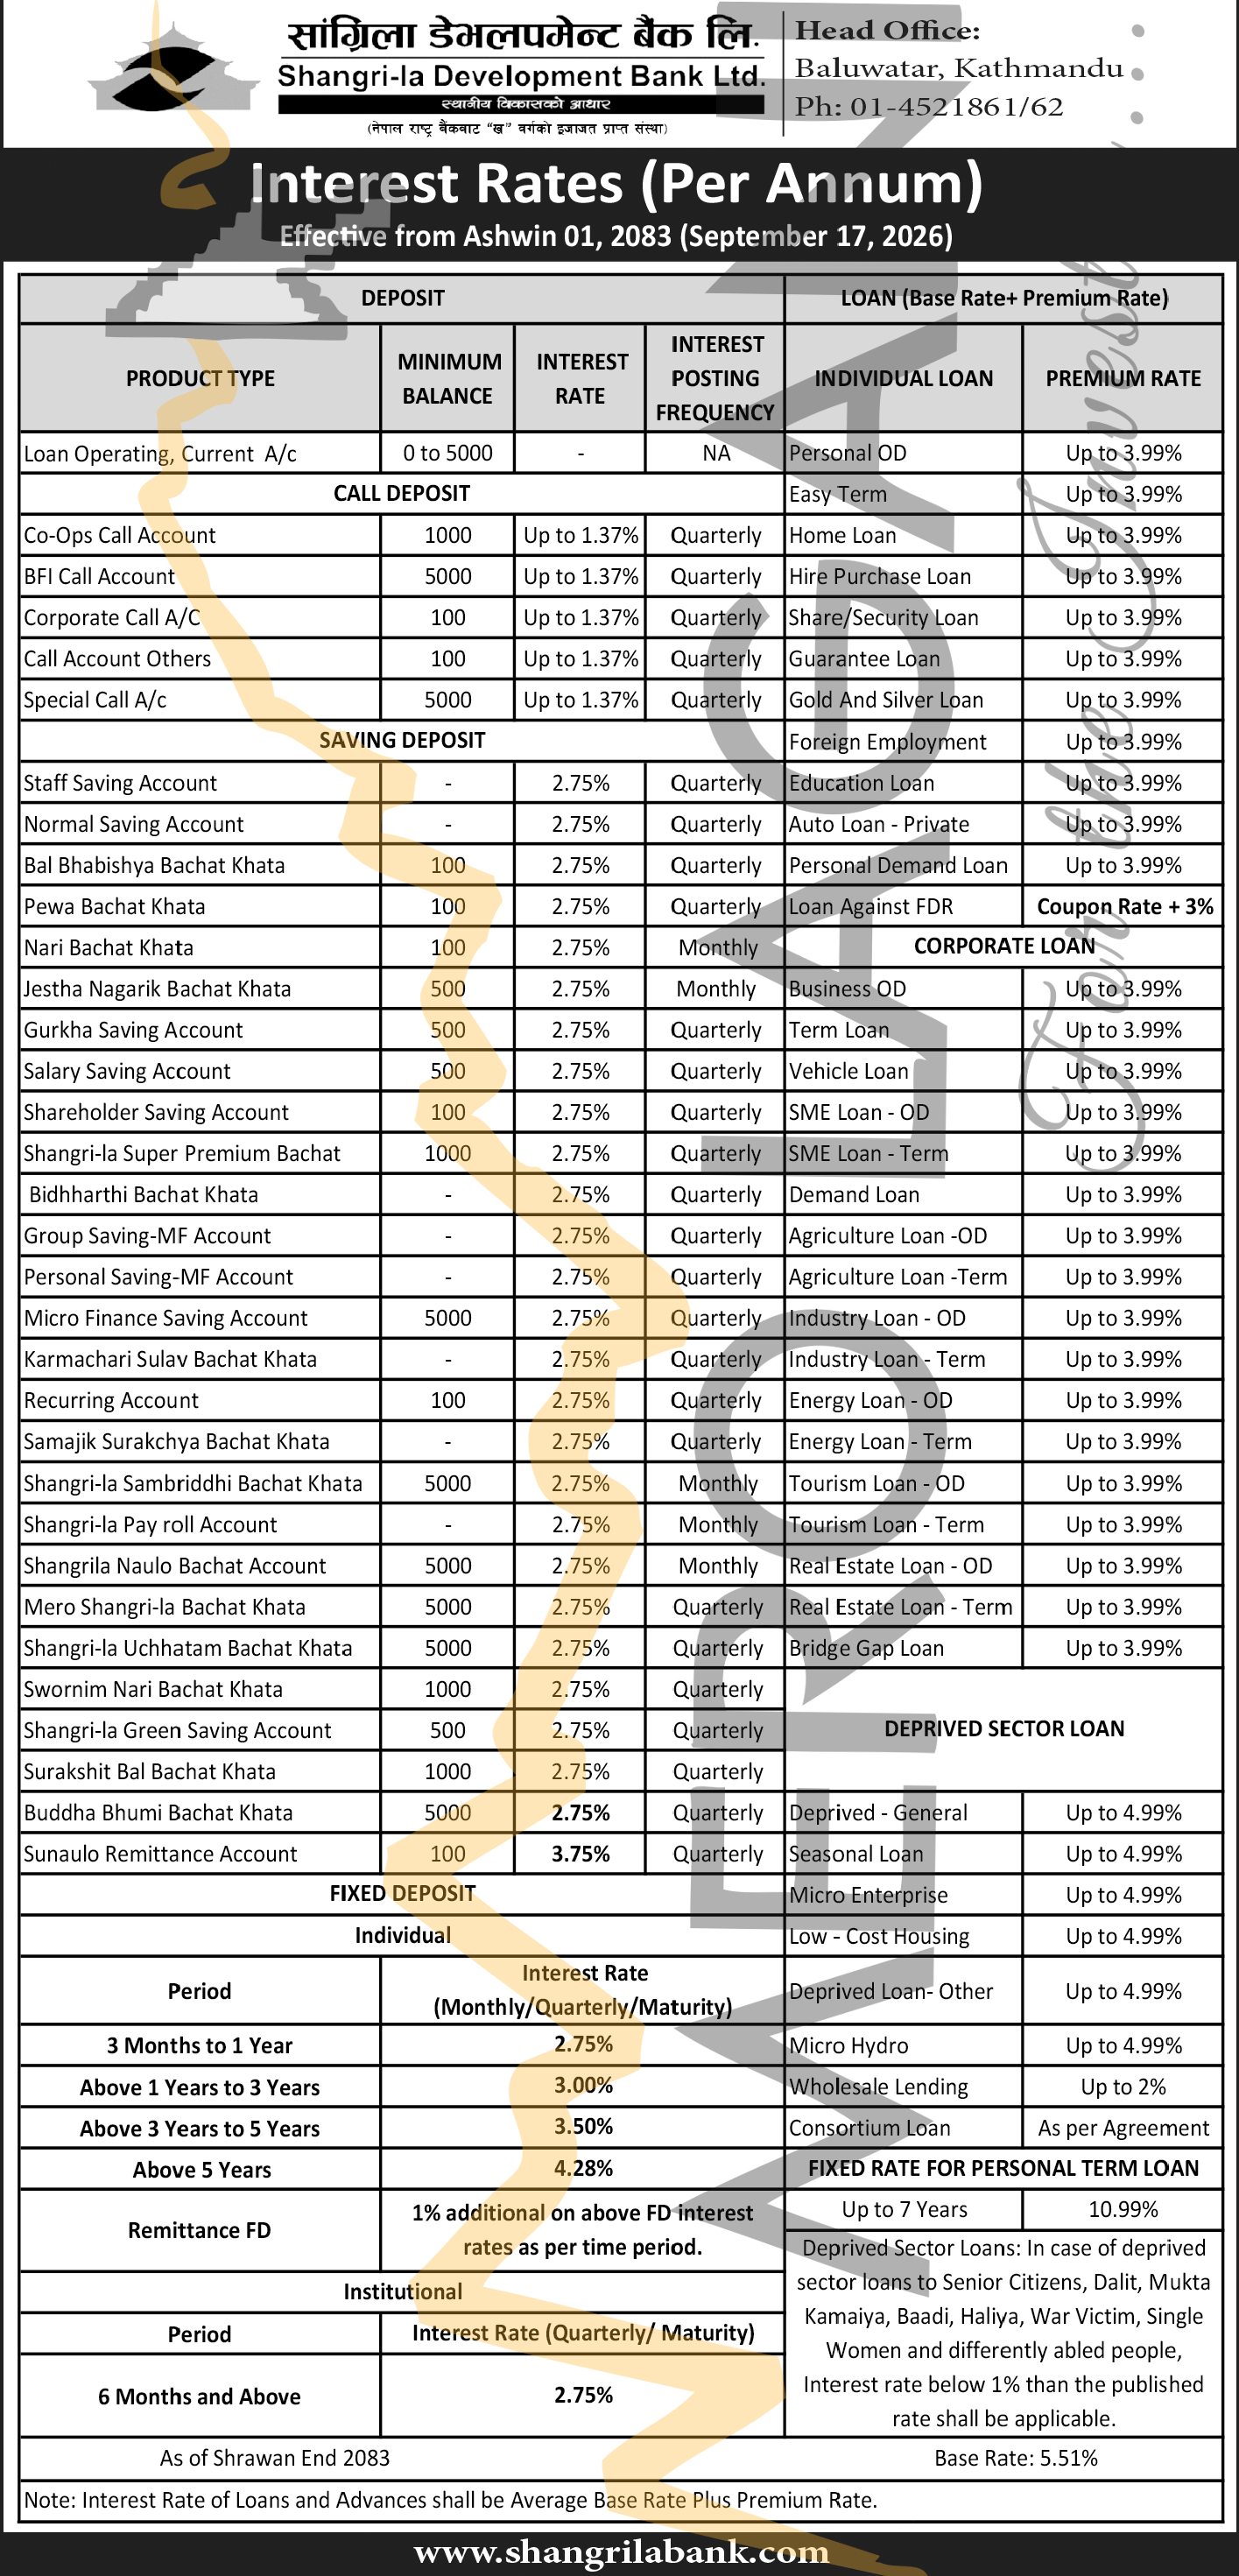 सांग्रिला डेभलपमेन्ट बैंक लि.
Shangri-la Development Bank Ltd.
स्थानीय विकासको आधार
(नेपाल राष्ट्र बैंकबाट “ख” वर्गको इजाजत प्राप्त संस्था)
Head Office:
Baluwatar, Kathmandu
Ph: 01-4521861/62
Interest Rates (Per Annum)
Effective from Ashwin 01, 2083 (September 17, 2026)
DEPOSIT
PRODUCT TYPE MINIMUM BALANCE INTEREST RATE INTEREST POSTING FREQUENCY
Loan Operating, Current A/c 0 to 5000 - NA
CALL DEPOSIT
Co-Ops Call Account 1000 Up to 1.37% Quarterly
BFI Call Account 5000 Up to 1.37% Quarterly
Corporate Call A/C 100 Up to 1.37% Quarterly
Call Account Others 100 Up to 1.37% Quarterly
Special Call A/c 5000 Up to 1.37% Quarterly
SAVING DEPOSIT
Staff Saving Account - 2.75% Quarterly
Normal Saving Account - 2.75% Quarterly
Bal Bhabishya Bachat Khata 100 2.75% Quarterly
Pewa Bachat Khata 100 2.75% Quarterly
Nari Bachat Khata 100 2.75% Monthly
Jestha Nagarik Bachat Khata 500 2.75% Monthly
Gurkha Saving Account 500 2.75% Quarterly
Salary Saving Account 500 2.75% Quarterly
Shareholder Saving Account 100 2.75% Quarterly
Shangri-la Super Premium Bachat 1000 2.75% Quarterly
Bidhharthi Bachat Khata - 2.75% Quarterly
Group Saving-MF Account - 2.75% Quarterly
Personal Saving-MF Account - 2.75% Quarterly
Micro Finance Saving Account 5000 2.75% Quarterly
Karmachari Sulav Bachat Khata - 2.75% Quarterly
Recurring Account 100 2.75% Quarterly
Samajik Surakchya Bachat Khata - 2.75% Quarterly
Shangri-la Sambriddhi Bachat Khata 5000 2.75% Monthly
Shangri-la Pay roll Account - 2.75% Monthly
Shangrila Naulo Bachat Account 5000 2.75% Monthly
Mero Shangri-la Bachat Khata 5000 2.75% Quarterly
Shangri-la Uchhatam Bachat Khata 5000 2.75% Quarterly
Swornim Nari Bachat Khata 1000 2.75% Quarterly
Shangri-la Green Saving Account 500 2.75% Quarterly
Surakshit Bal Bachat Khata 1000 2.75% Quarterly
Buddha Bhumi Bachat Khata 5000 2.75% Quarterly
Sunaulo Remittance Account 100 3.75% Quarterly
FIXED DEPOSIT
Individual
Period Interest Rate (Monthly/Quarterly/Maturity)
3 Months to 1 Year 2.75%
Above 1 Years to 3 Years 3.00%
Above 3 Years to 5 Years 3.50%
Above 5 Years 4.28%
Remittance FD 1% additional on above FD interest rates as per time period.
Institutional
Period Interest Rate (Quarterly/ Maturity)
6 Months and Above 2.75%
LOAN (Base Rate+ Premium Rate)
INDIVIDUAL LOAN PREMIUM RATE
Personal OD Up to 3.99%
Easy Term Up to 3.99%
Home Loan Up to 3.99%
Hire Purchase Loan Up to 3.99%
Share/Security Loan Up to 3.99%
Guarantee Loan Up to 3.99%
Gold And Silver Loan Up to 3.99%
Foreign Employment Up to 3.99%
Education Loan Up to 3.99%
Auto Loan - Private Up to 3.99%
Personal Demand Loan Up to 3.99%
Loan Against FDR Coupon Rate + 3%
CORPORATE LOAN
Business OD Up to 3.99%
Term Loan Up to 3.99%
Vehicle Loan Up to 3.99%
SME Loan - OD Up to 3.99%
SME Loan - Term Up to 3.99%
Demand Loan Up to 3.99%
Agriculture Loan -OD Up to 3.99%
Agriculture Loan -Term Up to 3.99%
Industry Loan - OD Up to 3.99%
Industry Loan - Term Up to 3.99%
Energy Loan - OD Up to 3.99%
Energy Loan - Term Up to 3.99%
Tourism Loan - OD Up to 3.99%
Tourism Loan - Term Up to 3.99%
Real Estate Loan - OD Up to 3.99%
Real Estate Loan - Term Up to 3.99%
Bridge Gap Loan Up to 3.99%
DEPRIVED SECTOR LOAN
Deprived - General Up to 4.99%
Seasonal Loan Up to 4.99%
Micro Enterprise Up to 4.99%
Low - Cost Housing Up to 4.99%
Deprived Loan- Other Up to 4.99%
Micro Hydro Up to 4.99%
Wholesale Lending Up to 2%
Consortium Loan As per Agreement
FIXED RATE FOR PERSONAL TERM LOAN
Up to 7 Years 10.99%
Deprived Sector Loans: In case of deprived
sector loans to Senior Citizens, Dalit, Mukta
Kamaiya, Baadi, Haliya, War Victim, Single
Women and differently abled people,
Interest rate below 1% than the published
rate shall be applicable.
As of Shrawan End 2083 Base Rate: 5.51%
Note: Interest Rate of Loans and Advances shall be Average Base Rate Plus Premium Rate.
www.shangrilabank.com
MERO LAGANI
For the Invest